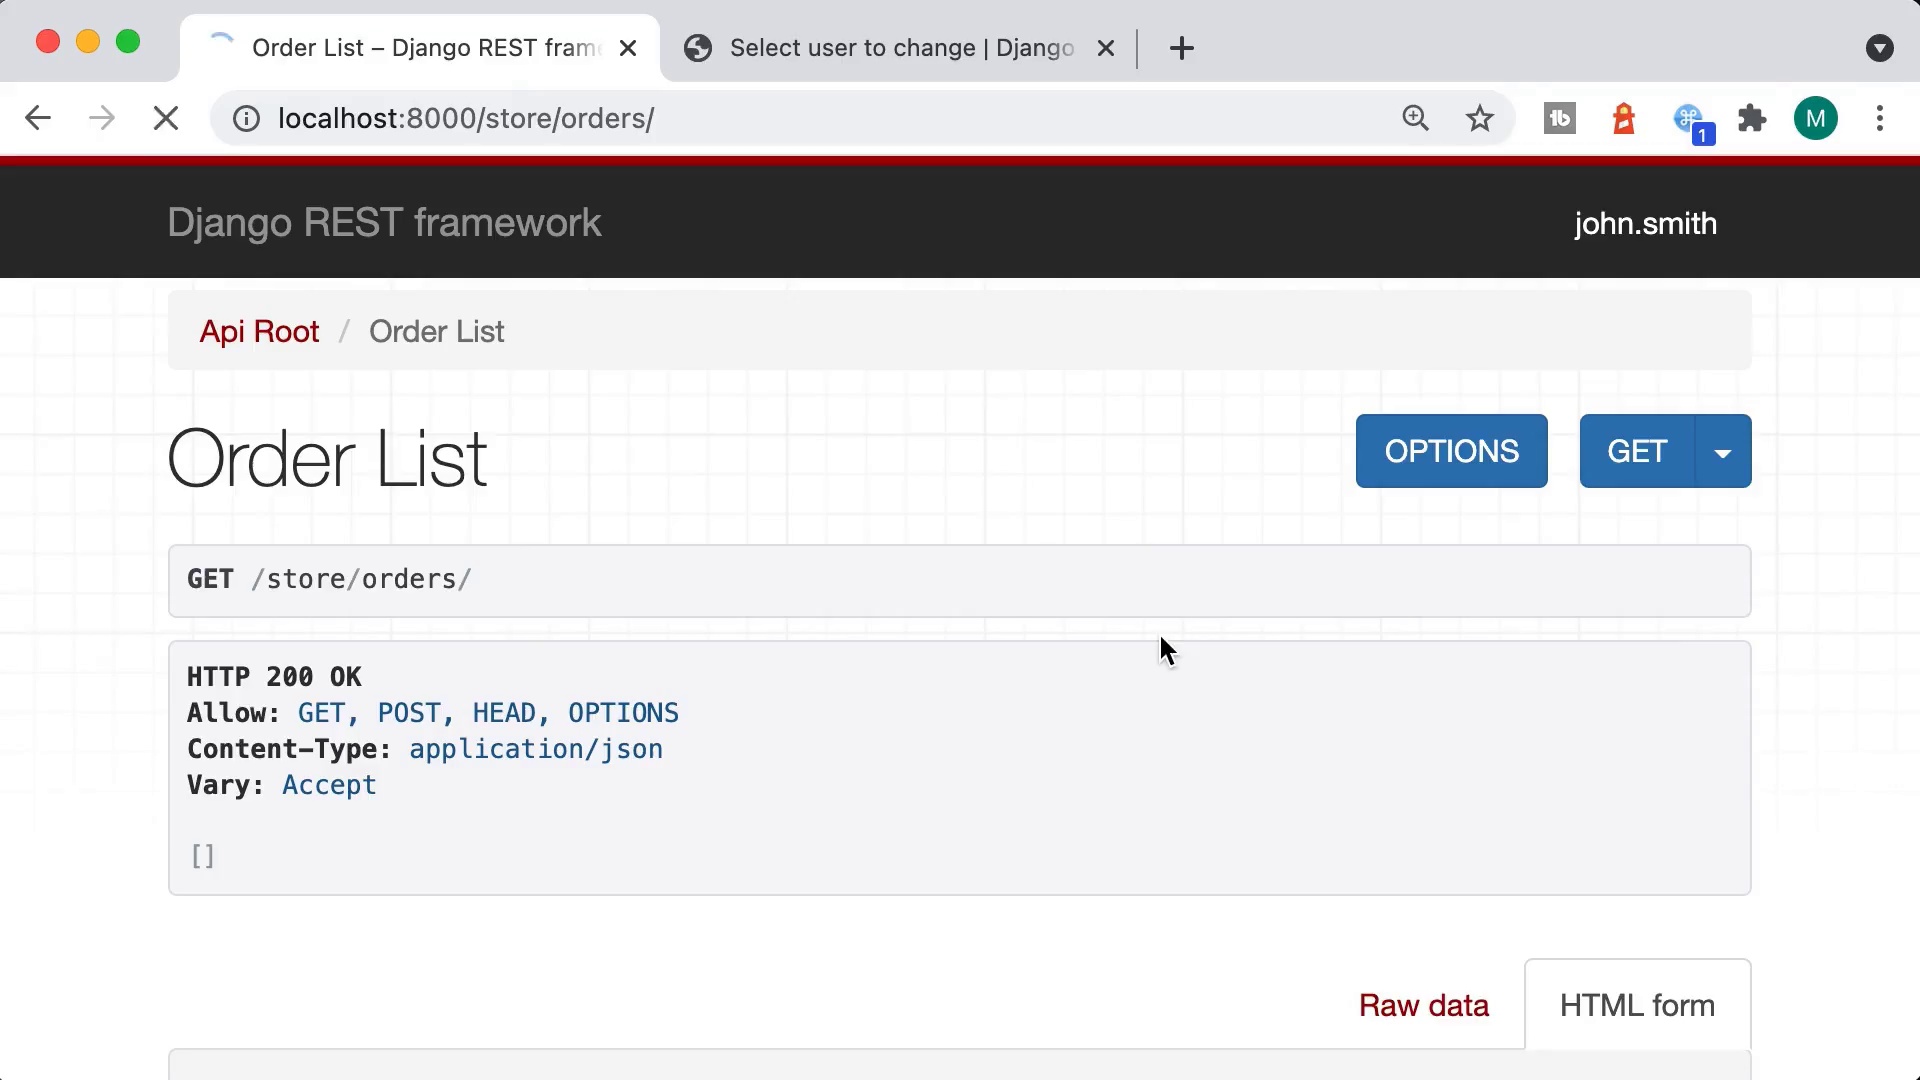 Order List – Django REST frame
Select user to change | Django
localhost:8000/store/orders/
1
M
Django REST framework
john.smith
Api Root / Order List
Order List
OPTIONS
GET
GET /store/orders/
HTTP 200 OK
Allow: GET, POST, HEAD, OPTIONS
Content-Type: application/json
Vary: Accept
[]
Raw data
HTML form